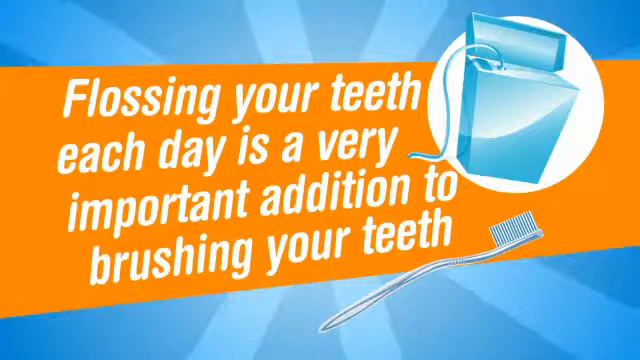 Flossing your teeth
each day is a very
important addition to
brushing your teeth